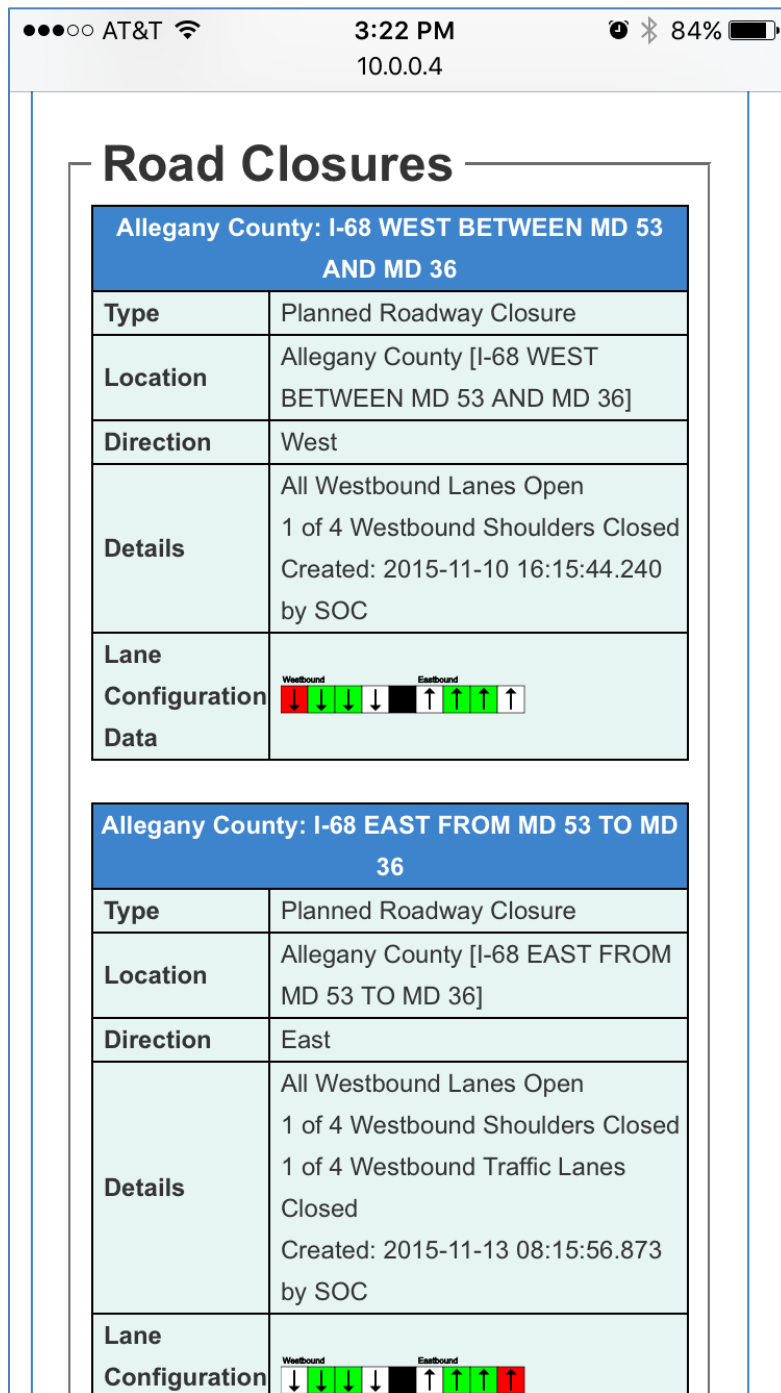 ●●●○○ AT&T 3:22 PM 84%
10.0.0.4
Road Closures
Allegany County: I-68 WEST BETWEEN MD 53
AND MD 36
Type Planned Roadway Closure
Location Allegany County [I-68 WEST
BETWEEN MD 53 AND MD 36]
Direction West
Details All Westbound Lanes Open
1 of 4 Westbound Shoulders Closed
Created: 2015-11-10 16:15:44.240
by SOC
Lane
Configuration
Data
Westbound Eastbound
↓ ↓ ↓ ↓ ↑ ↑ ↑ ↑
Allegany County: I-68 EAST FROM MD 53 TO MD
36
Type Planned Roadway Closure
Location Allegany County [I-68 EAST FROM
MD 53 TO MD 36]
Direction East
Details All Westbound Lanes Open
1 of 4 Westbound Shoulders Closed
1 of 4 Westbound Traffic Lanes
Closed
Created: 2015-11-13 08:15:56.873
by SOC
Lane
Configuration
Westbound Eastbound
↓ ↓ ↓ ↓ ↑ ↑ ↑ ↑